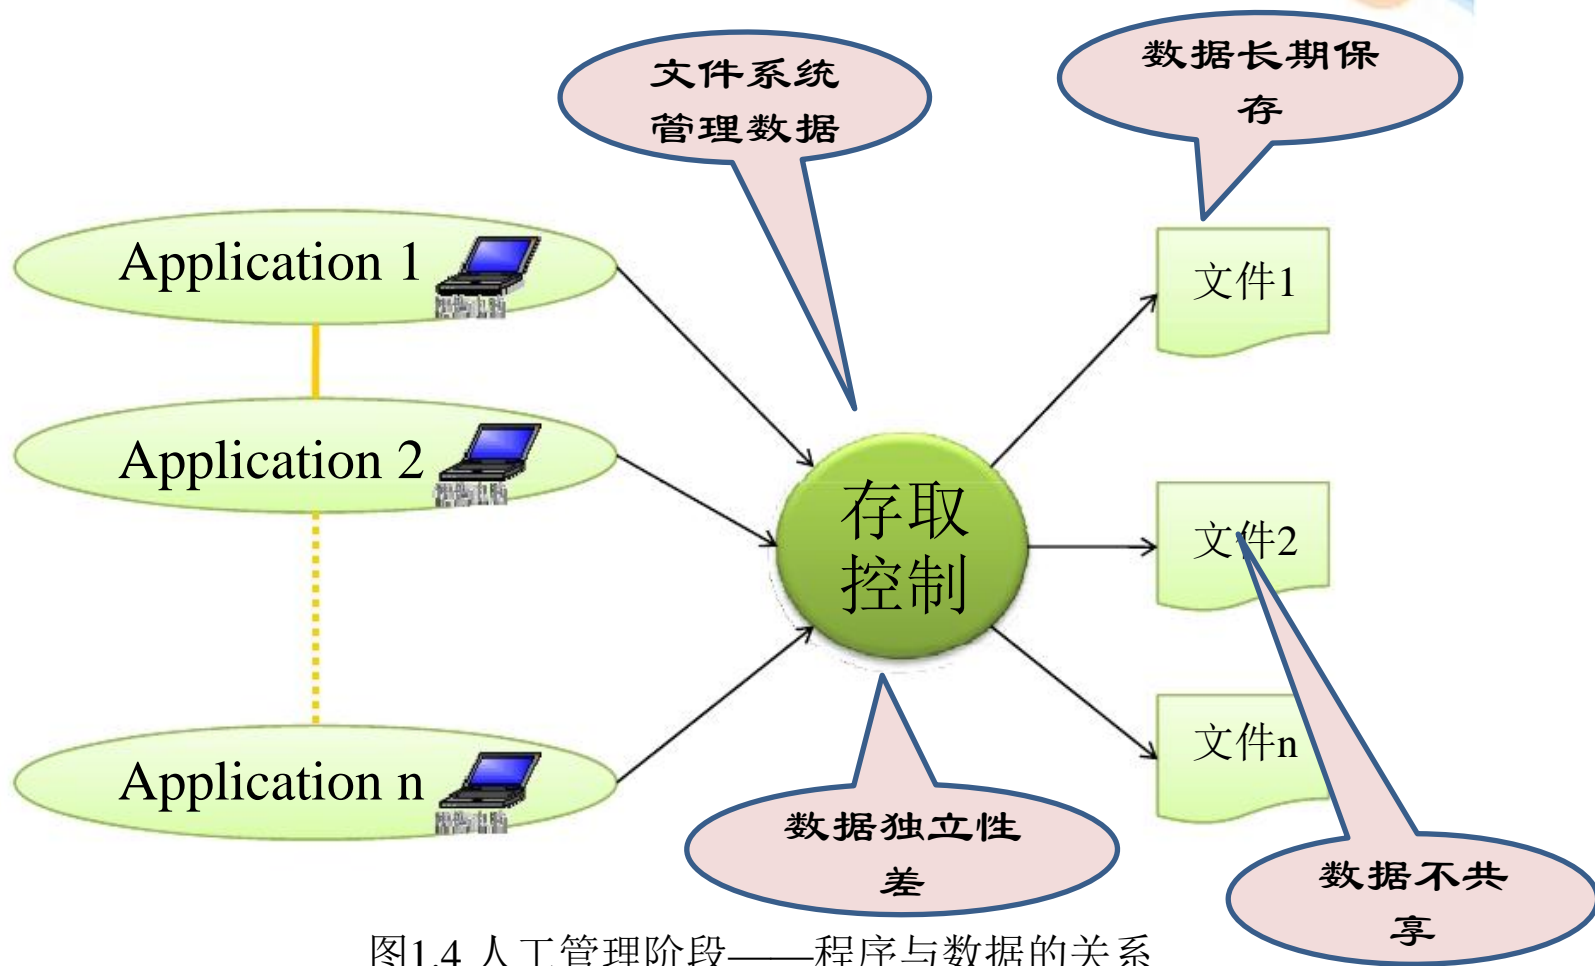 文件系统
管理数据
数据长期保
存
Application 1
文件1
Application 2
存取
控制
文件2
Application n
文件n
数据独立性
差
数据不共
享
图1.4 人工管理阶段——程序与数据的关系